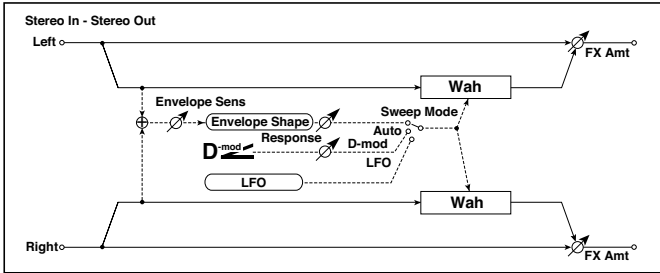 Stereo In - Stereo Out
Left
FX Amt
Wah
Envelope Sens
Envelope Shape
Sweep Mode
Response
Auto
D-mod
D-mod
LFO
LFO
Wah
Right
FX Amt